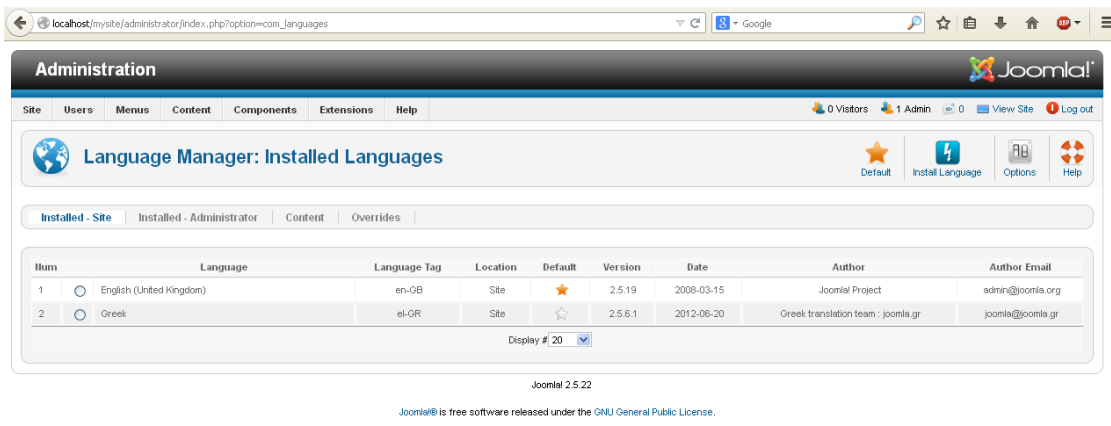 localhost/mysite/administrator/index.php?option=com_languages
Google
ABP
Administration
Joomla!
Site Users Menus Content Components Extensions Help 0 Visitors 1 Admin 0 View Site Log out
Language Manager: Installed Languages
Default Install Language Options Help
Installed - Site Installed - Administrator Content Overrides
Num Language Language Tag Location Default Version Date Author Author Email
1 English (United Kingdom) en-GB Site 2.5.19 2008-03-15 Joomla! Project admin@joomla.org
2 Greek el-GR Site 2.5.6.1 2012-06-20 Greek translation team : joomla.gr joomla@joomla.gr
Display # 20
Joomla! 2.5.22
Joomla!® is free software released under the GNU General Public License.